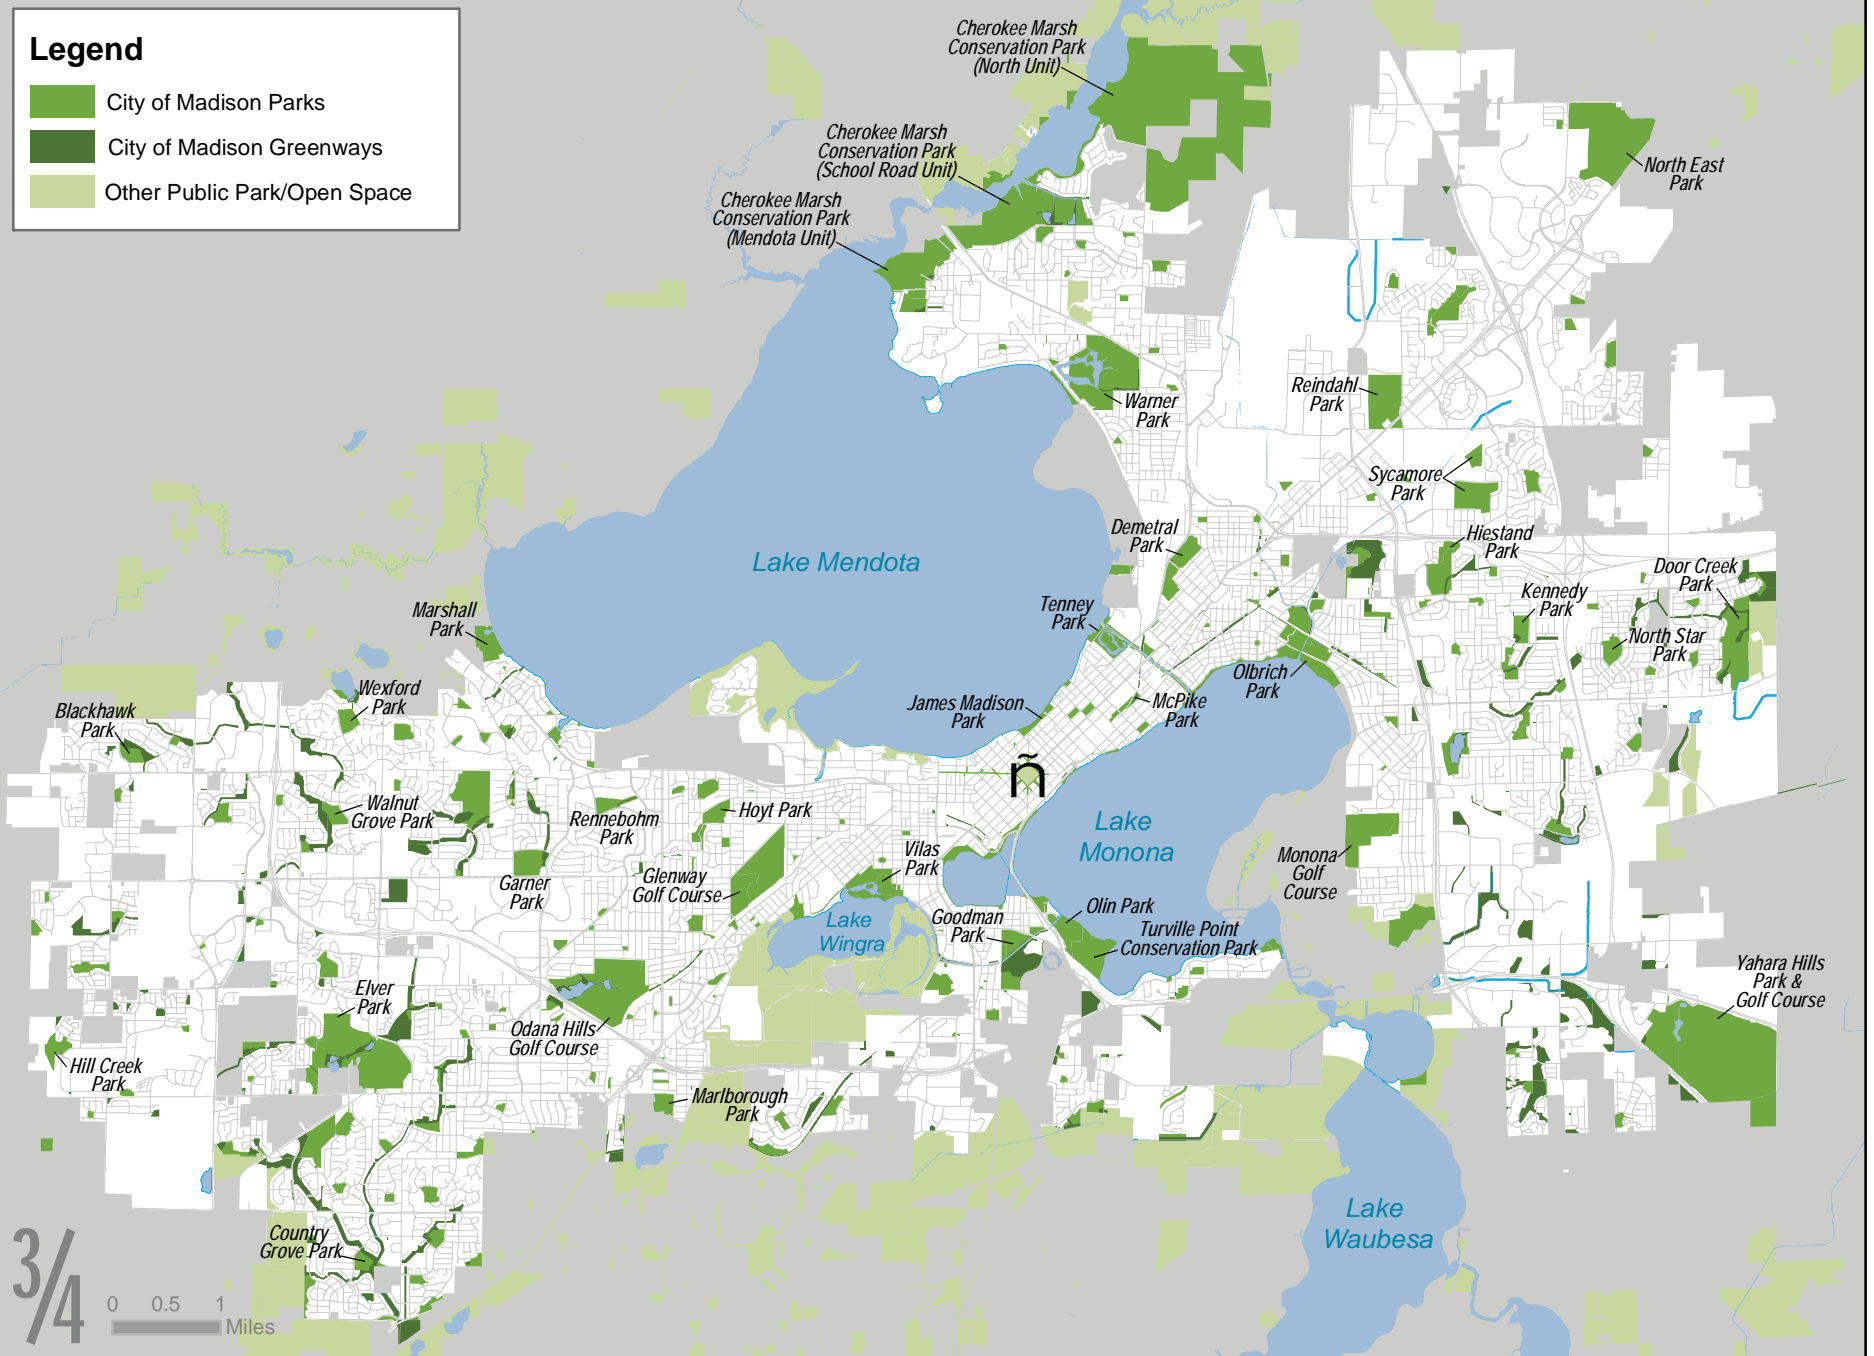 Legend
City of Madison Parks
City of Madison Greenways
Other Public Park/Open Space
Cherokee Marsh
Conservation Park
(North Unit)
Cherokee Marsh
Conservation Park
(School Road Unit)
Cherokee Marsh
Conservation Park
(Mendota Unit)
North East
Park
Warner
Park
Reindahl
Park
Sycamore
Park
Demetral
Park
Hiestand
Park
Door Creek
Park
Lake Mendota
Marshall
Park
Tenney
Park
Kennedy
Park
North Star
Park
Olbrich
Park
Wexford
Park
Blackhawk
Park
James Madison
Park
McPike
Park
ñ
Walnut
Grove Park
Rennebohm
Park
Hoyt Park
Lake
Monona
Vilas
Park
Monona
Golf
Course
Garner
Park
Glenway
Golf Course
Lake
Wingra
Goodman
Park
Olin Park
Turville Point
Conservation Park
Yahara Hills
Park &
Golf Course
Elver
Park
Odana Hills
Golf Course
Hill Creek
Park
Marlborough
Park
Lake
Waubesa
Country
Grove Park
3/4
0 0.5 1
Miles